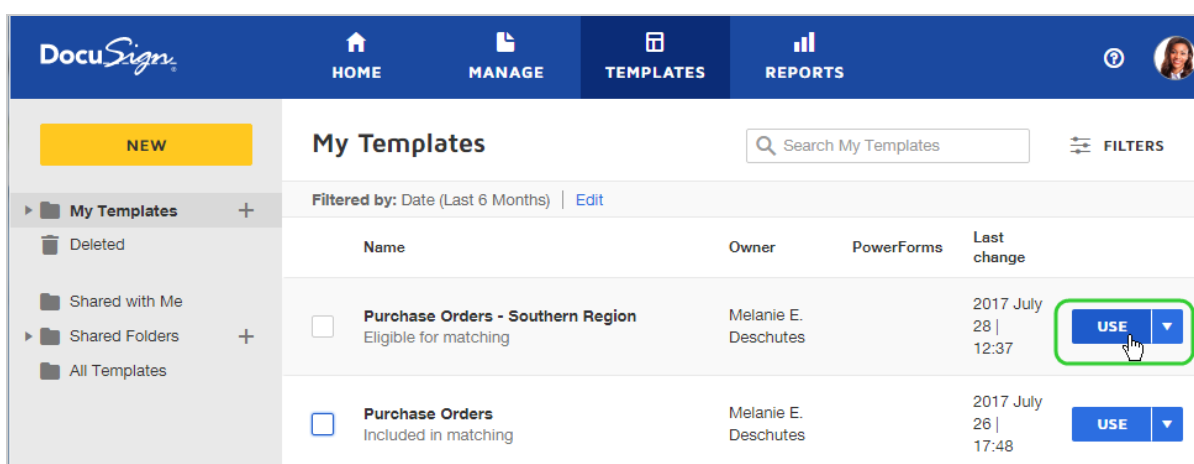 DocuSign
HOME
MANAGE
TEMPLATES
REPORTS
NEW
My Templates
Deleted
Shared with Me
Shared Folders
All Templates
My Templates
Search My Templates
FILTERS
Filtered by: Date (Last 6 Months) | Edit
Name
Owner
PowerForms
Last
change
Purchase Orders - Southern Region
Eligible for matching
Melanie E.
Deschutes
2017 July
28 |
12:37
USE
Purchase Orders
Included in matching
Melanie E.
Deschutes
2017 July
26 |
17:48
USE